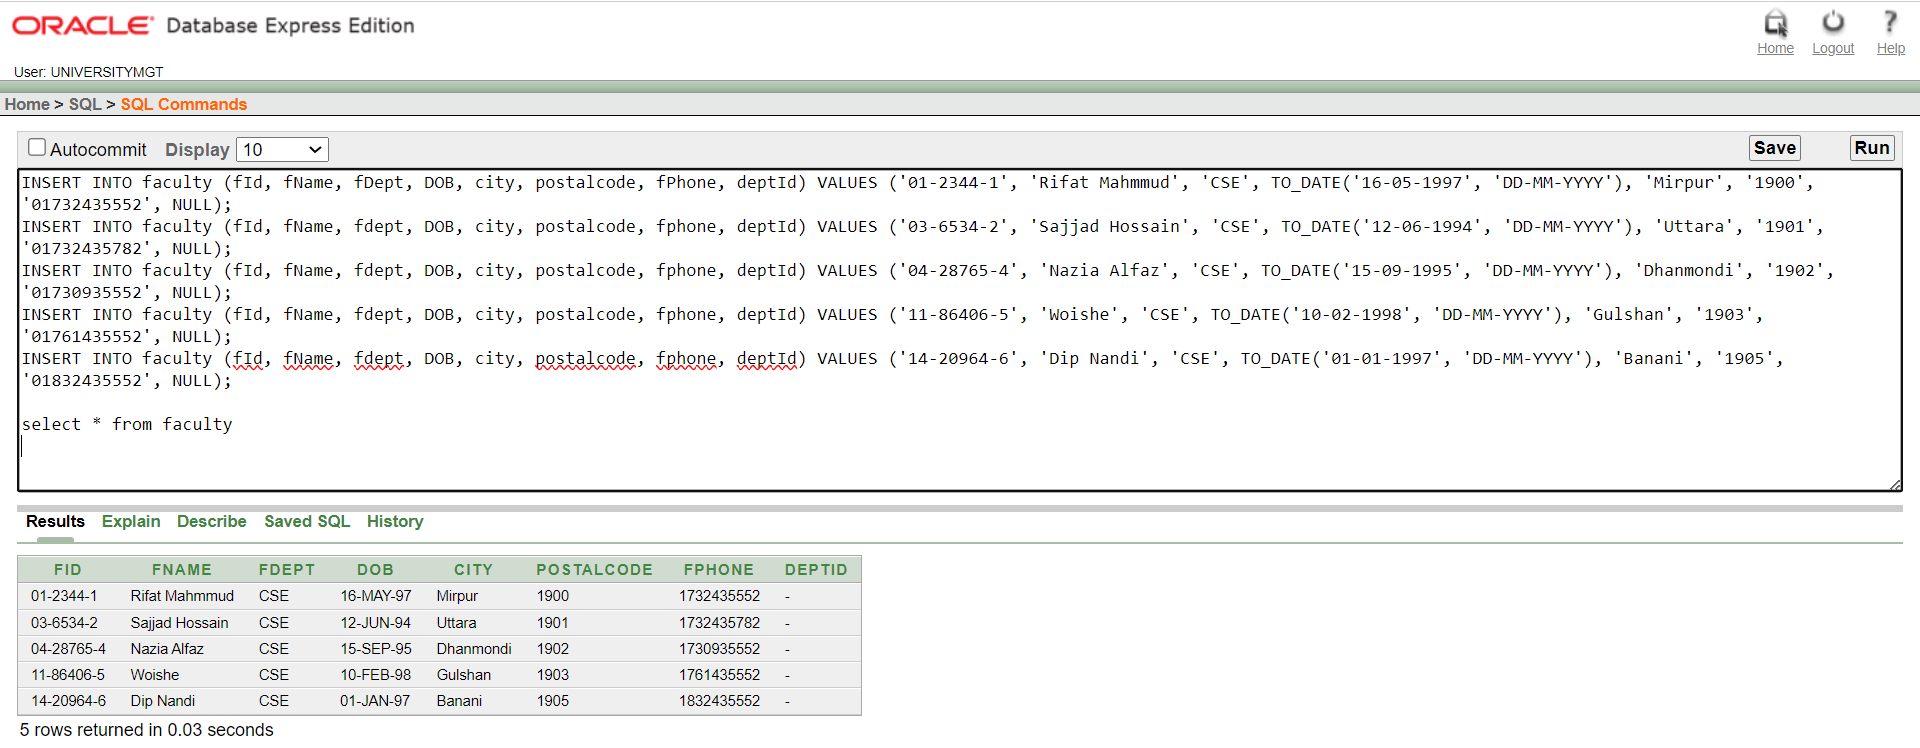 ORACLE Database Express Edition
Home Logout Help
User: UNIVERSITYMGT
Home > SQL > SQL Commands
Autocommit Display 10 Save Run
INSERT INTO faculty (fId, fName, fDept, DOB, city, postalcode, fPhone, deptId) VALUES ('01-2344-1', 'Rifat Mahmmud', 'CSE', TO_DATE('16-05-1997', 'DD-MM-YYYY'), 'Mirpur', '1900',
'01732435552', NULL);
INSERT INTO faculty (fId, fName, fdept, DOB, city, postalcode, fphone, deptId) VALUES ('03-6534-2', 'Sajjad Hossain', 'CSE', TO_DATE('12-06-1994', 'DD-MM-YYYY'), 'Uttara', '1901',
'01732435782', NULL);
INSERT INTO faculty (fId, fName, fdept, DOB, city, postalcode, fphone, deptId) VALUES ('04-28765-4', 'Nazia Alfaz', 'CSE', TO_DATE('15-09-1995', 'DD-MM-YYYY'), 'Dhanmondi', '1902',
'01730935552', NULL);
INSERT INTO faculty (fId, fName, fdept, DOB, city, postalcode, fphone, deptId) VALUES ('11-86406-5', 'Woishe', 'CSE', TO_DATE('10-02-1998', 'DD-MM-YYYY'), 'Gulshan', '1903',
'01761435552', NULL);
INSERT INTO faculty (fId, fName, fdept, DOB, city, postalcode, fphone, deptId) VALUES ('14-20964-6', 'Dip Nandi', 'CSE', TO_DATE('01-01-1997', 'DD-MM-YYYY'), 'Banani', '1905',
'01832435552', NULL);
select * from faculty
Results Explain Describe Saved SQL History
FID FNAME FDEPT DOB CITY POSTALCODE FPHONE DEPTID
01-2344-1 Rifat Mahmmud CSE 16-MAY-97 Mirpur 1900 1732435552 -
03-6534-2 Sajjad Hossain CSE 12-JUN-94 Uttara 1901 1732435782 -
04-28765-4 Nazia Alfaz CSE 15-SEP-95 Dhanmondi 1902 1730935552 -
11-86406-5 Woishe CSE 10-FEB-98 Gulshan 1903 1761435552 -
14-20964-6 Dip Nandi CSE 01-JAN-97 Banani 1905 1832435552 -
5 rows returned in 0.03 seconds